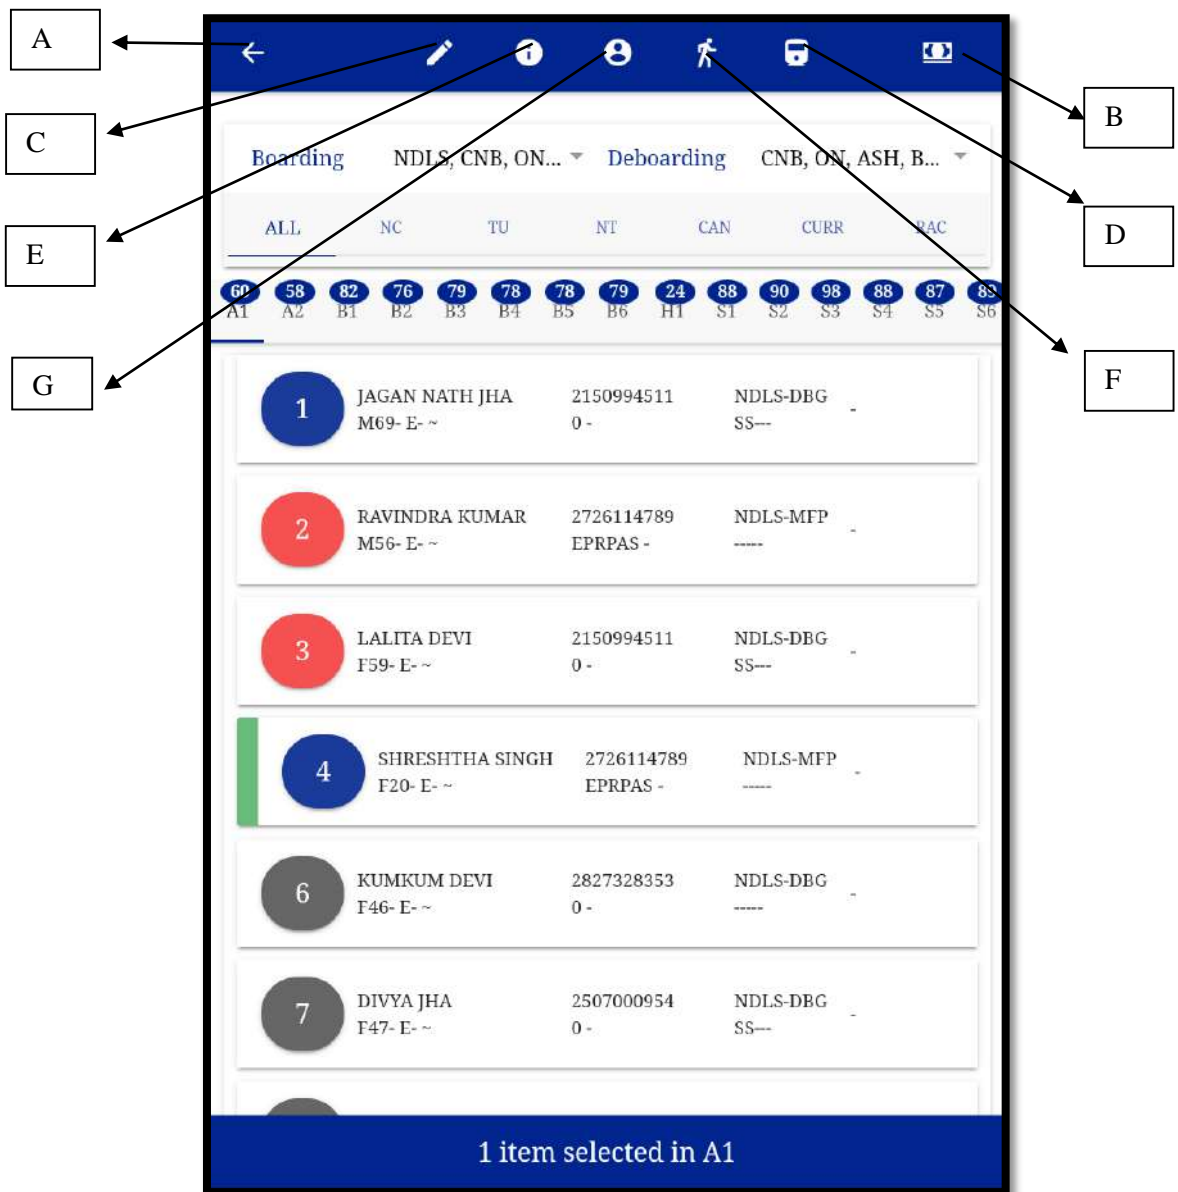 A
B
C
D
E
F
G
Boarding NDLS, CNB, ON... Deboarding CNB, ON, ASH, B...
ALL NC TU NT CAN CURR RAC
60 58 82 76 79 78 78 79 24 88 90 98 88 87 89
A1 A2 B1 B2 B3 B4 B5 B6 H1 S1 S2 S3 S4 S5 S6
1 JAGAN NATH JHA 2150994511 NDLS-DBG -
M69- E- ~ 0 - SS---
2 RAVINDRA KUMAR 2726114789 NDLS-MFP -
M56- E- ~ EPRPAS - -----
3 LALITA DEVI 2150994511 NDLS-DBG -
F59- E- ~ 0 - SS---
4 SHRESHTHA SINGH 2726114789 NDLS-MFP -
F20- E- ~ EPRPAS - -----
6 KUMKUM DEVI 2827328353 NDLS-DBG -
F46- E- ~ 0 - -----
7 DIVYA JHA 2507000954 NDLS-DBG -
F47- E- ~ 0 - SS---
1 item selected in A1